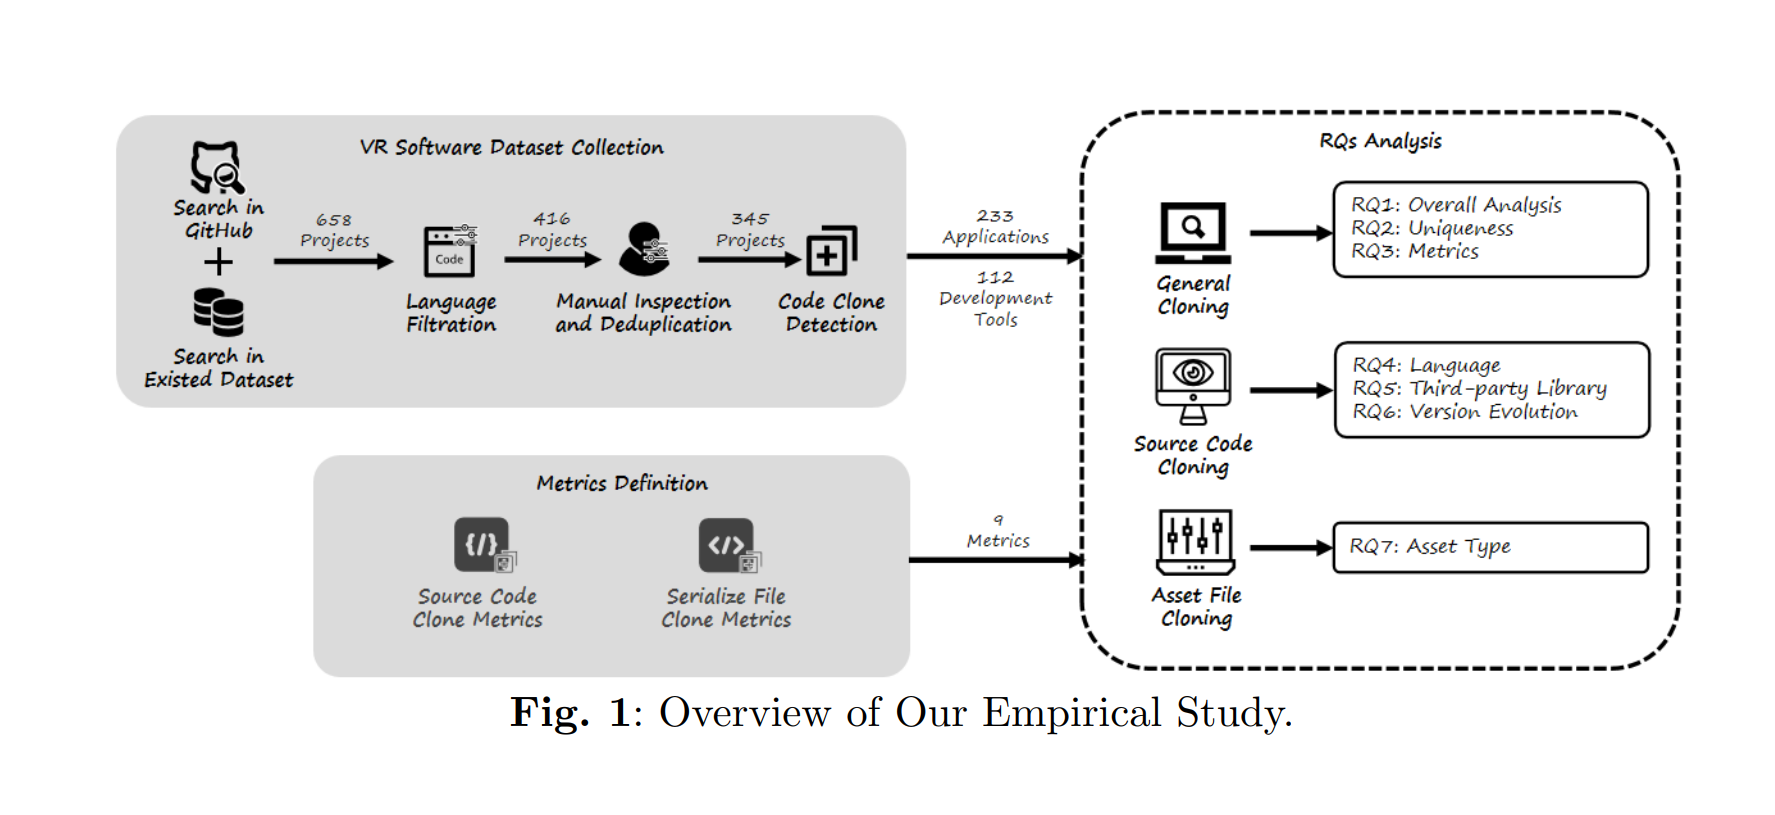 VR Software Dataset Collection
Search in
GitHub
+
Search in
Existed Dataset
658
Projects
Code
Language
Filtration
416
Projects
Manual Inspection
and Deduplication
345
Projects
Code Clone
Detection
233
Applications
112
Development
Tools
Metrics Definition
{/}
Source Code
Clone Metrics
</>
Serialize File
Clone Metrics
9
Metrics
RQs Analysis
General
Cloning
RQ1: Overall Analysis
RQ2: Uniqueness
RQ3: Metrics
Source Code
Cloning
RQ4: Language
RQ5: Third-party Library
RQ6: Version Evolution
Asset File
Cloning
RQ7: Asset Type
Fig. 1: Overview of Our Empirical Study.